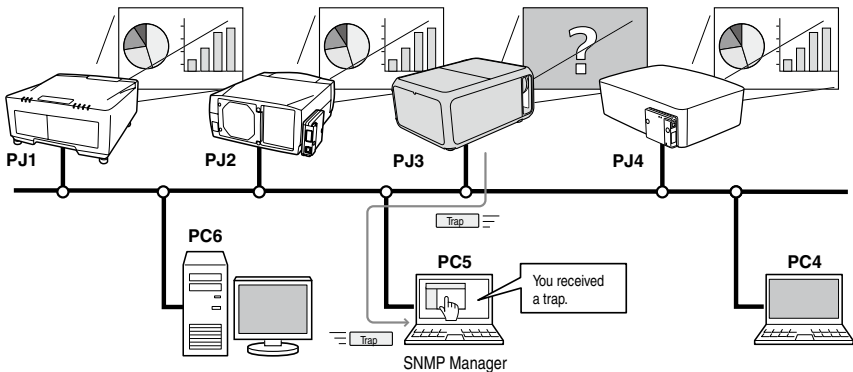 ?
PJ1
PJ2
PJ3
PJ4
Trap
PC6
PC5
PC4
You received
a trap.
Trap
SNMP Manager